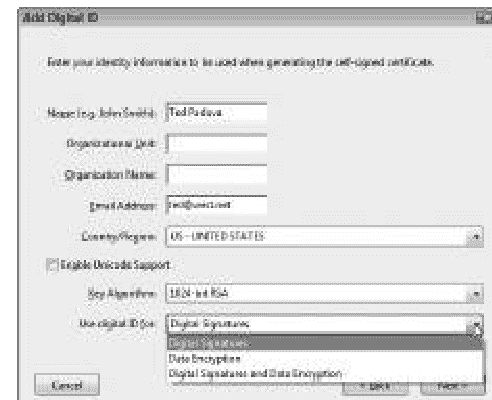 Add Digital ID
Enter your identity information to be used when generating the self-signed certificate.
Name (e.g. John Smith): Ted Padova
Organizational Unit:
Organization Name:
Email Address:
Country/Region: US - UNITED STATES
Enable Unicode Support
Key Algorithm: 1024-bit RSA
Use digital ID for: Digital Signatures
Digital Signatures
Data Encryption
Digital Signatures and Data Encryption
Cancel
< Back
Next >